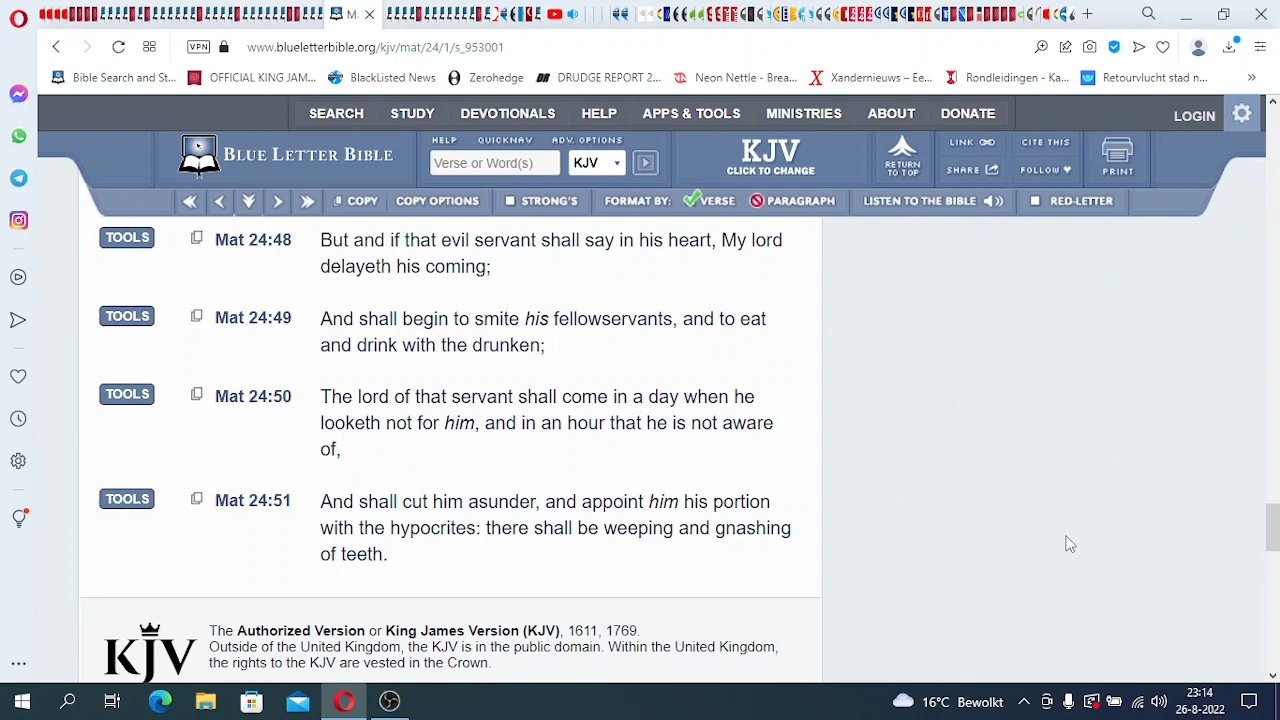 M
www.blueletterbible.org/kjv/mat/24/1/s_953001
VPN
Bible Search and St...
OFFICIAL KING JAM...
BlackListed News
Zerohedge
DRUDGE REPORT 2...
Neon Nettle - Brea...
Xandernieuws – Ee...
Rondleidingen - Ka...
Retourvlucht stad n...
SEARCH STUDY DEVOTIONALS HELP APPS & TOOLS MINISTRIES ABOUT DONATE
LOGIN
BLUE LETTER BIBLE
HELP QUICKNAV ADV. OPTIONS
Verse or Word(s)
KJV
KJV
CLICK TO CHANGE
RETURN
TO TOP
LINK CITE THIS
SHARE FOLLOW
PRINT
COPY COPY OPTIONS STRONG'S FORMAT BY: VERSE PARAGRAPH LISTEN TO THE BIBLE RED-LETTER
TOOLS Mat 24:48 But and if that evil servant shall say in his heart, My lord
delayeth his coming;
TOOLS Mat 24:49 And shall begin to smite his fellowservants, and to eat
and drink with the drunken;
TOOLS Mat 24:50 The lord of that servant shall come in a day when he
looketh not for him, and in an hour that he is not aware
of,
TOOLS Mat 24:51 And shall cut him asunder, and appoint him his portion
with the hypocrites: there shall be weeping and gnashing
of teeth.
KJV
The Authorized Version or King James Version (KJV), 1611, 1769.
Outside of the United Kingdom, the KJV is in the public domain. Within the United Kingdom,
the rights to the KJV are vested in the Crown.
16°C Bewolkt
23:14
26-8-2022